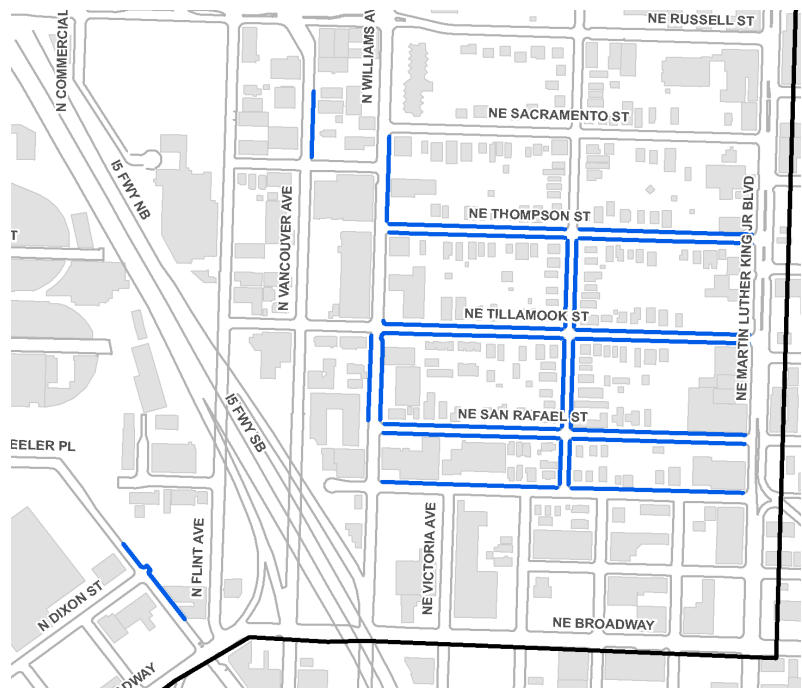 NE RUSSELL ST
N COMMERCIAL
N WILLIAMS AV
NE SACRAMENTO ST
I5 FWY NB
N VANCOUVER AVE
NE THOMPSON ST
NE MARTIN LUTHER KING JR BLVD
T
NE TILLAMOOK ST
I5 FWY SB
NE SAN RAFAEL ST
EELER PL
N FLINT AVE
NE VICTORIA AVE
N DIXON ST
NE BROADWAY
ADWAY